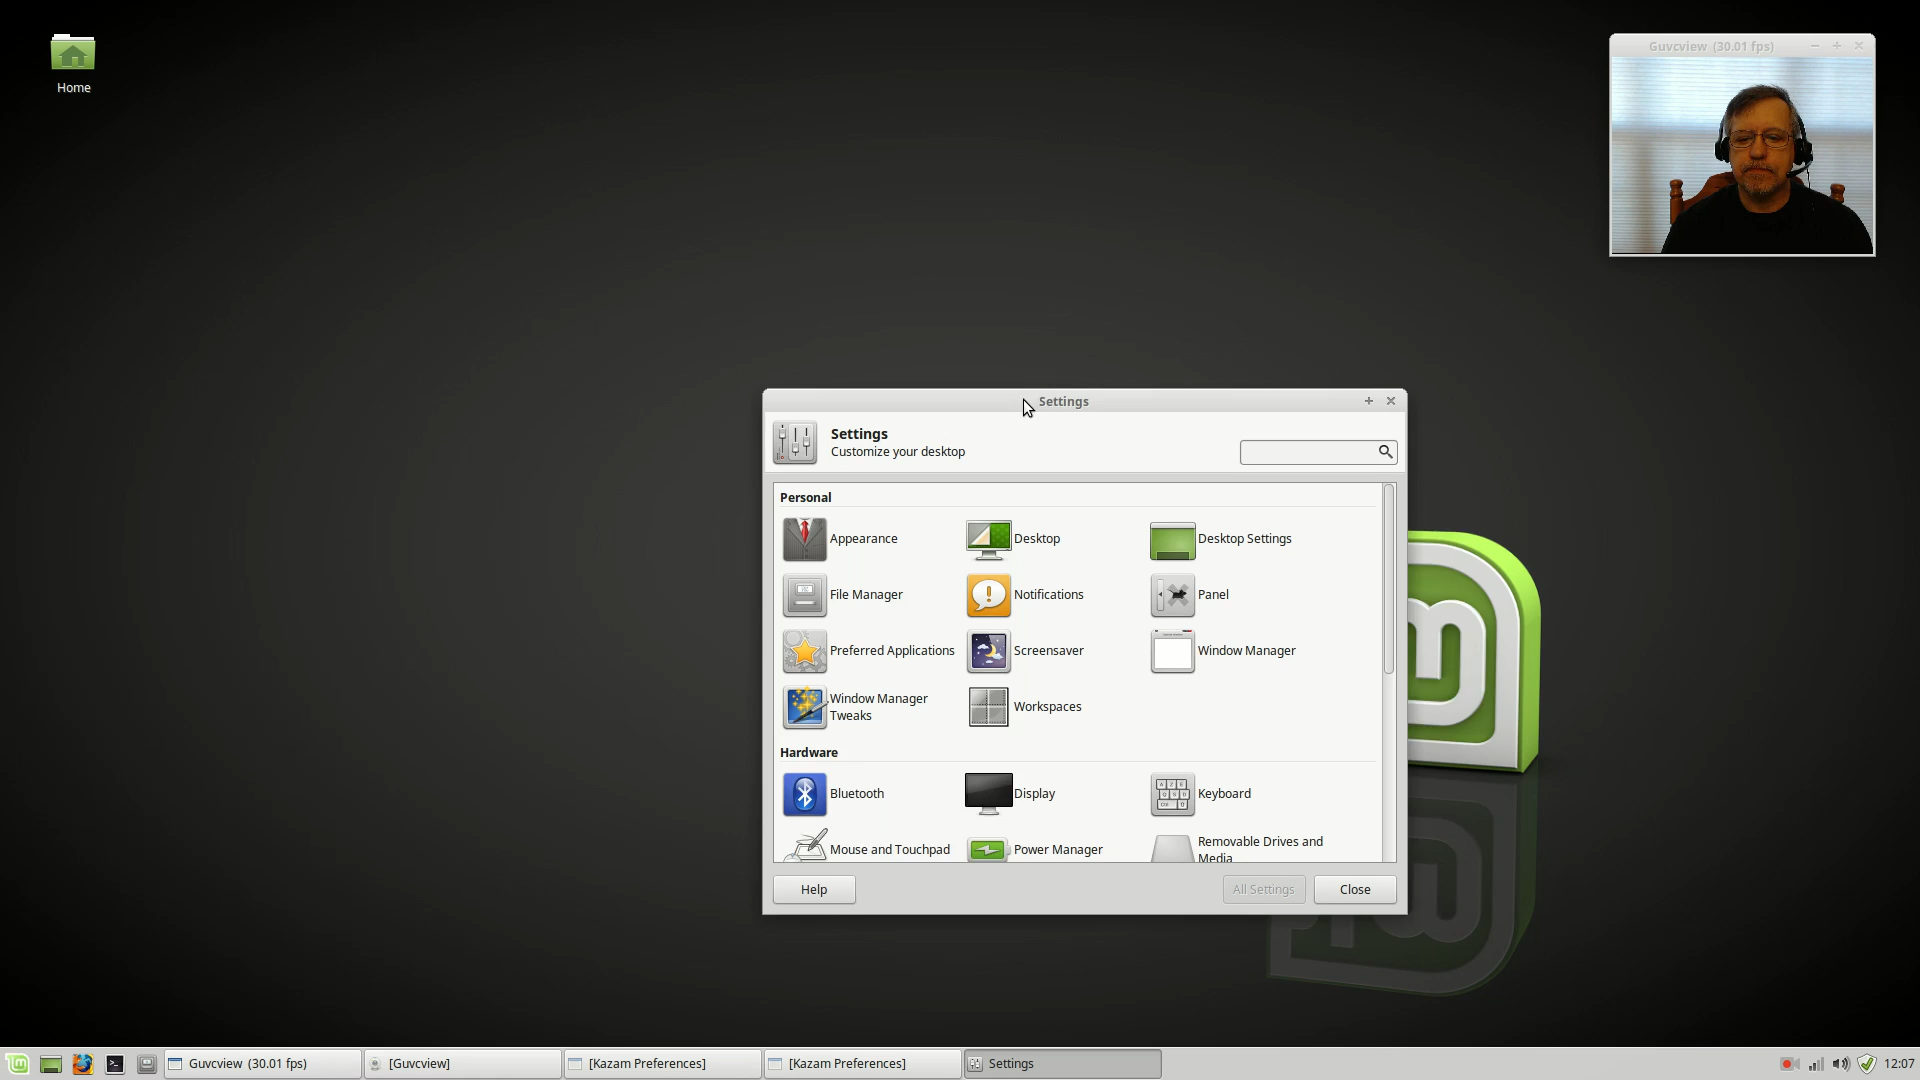 Home
Guvcview (30.01 fps)
Settings
Settings
Customize your desktop
Personal
Appearance
Desktop
Desktop Settings
File Manager
Notifications
Panel
Preferred Applications
Screensaver
Window Manager
Window Manager
Tweaks
Workspaces
Hardware
Bluetooth
Display
Keyboard
Mouse and Touchpad
Power Manager
Removable Drives and
Media
Help
All Settings
Close
Guvcview (30.01 fps)
[Guvcview]
[Kazam Preferences]
[Kazam Preferences]
Settings
12:07